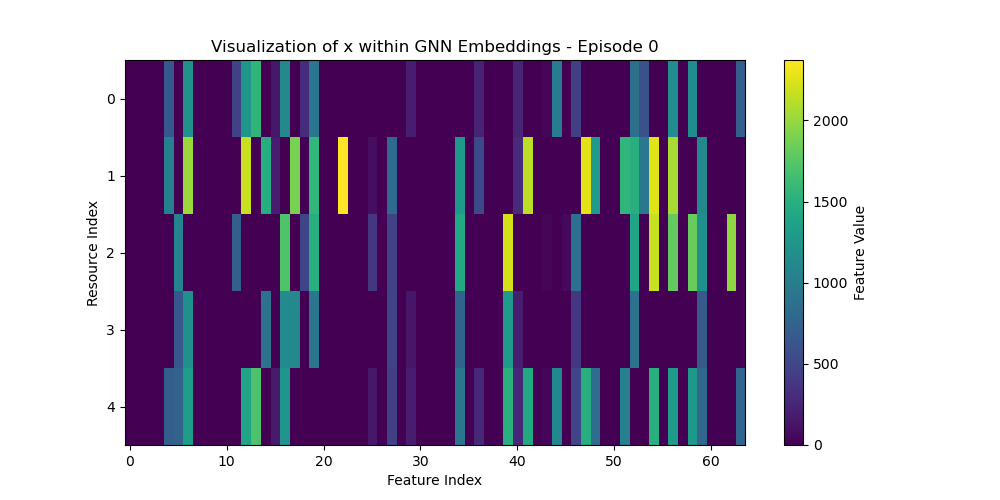 Visualization of x within GNN Embeddings - Episode 0
Resource Index
0
1
2
3
4
0 10 20 30 40 50 60
Feature Index
2000
1500
1000
500
0
Feature Value